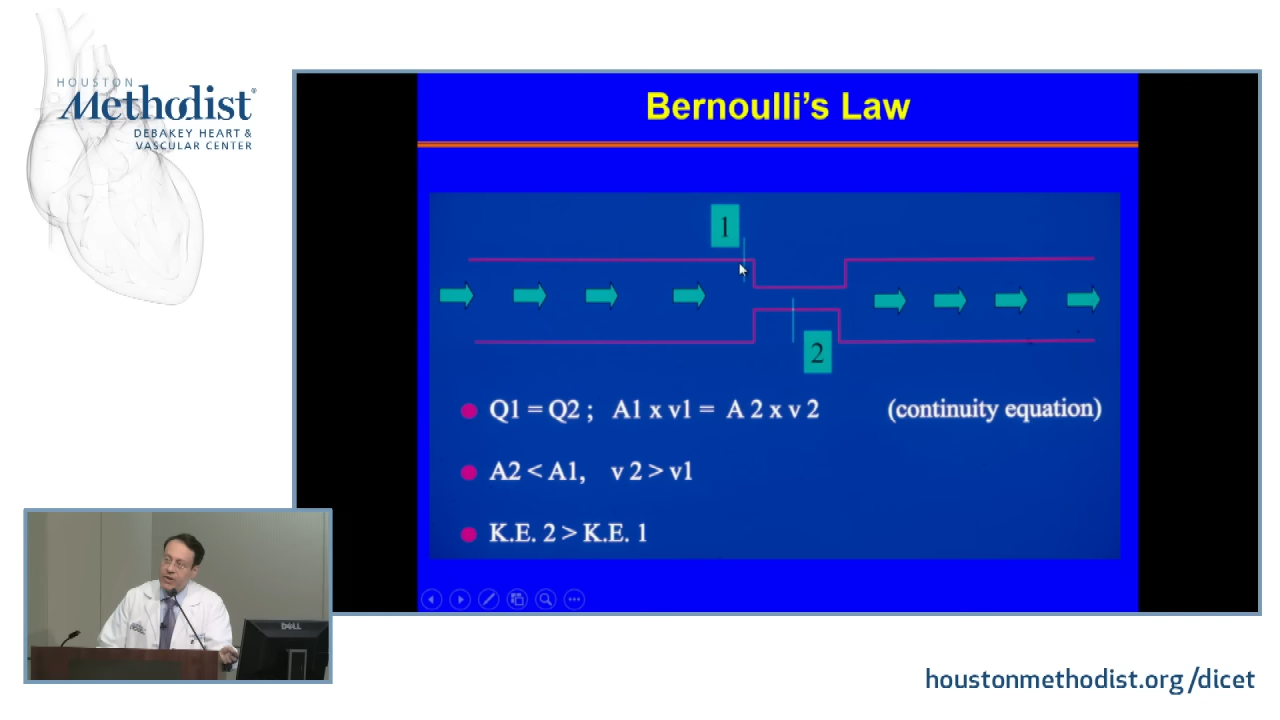 HOUSTON
Methodist®
DEBAKEY HEART &
VASCULAR CENTER
Bernoulli's Law
1
2
Q1 = Q2 ; A1 x v1 = A 2 x v 2 (continuity equation)
A2 < A1, v 2 > v1
K.E. 2 > K.E. 1
DELL
houstonmethodist.org/dicet